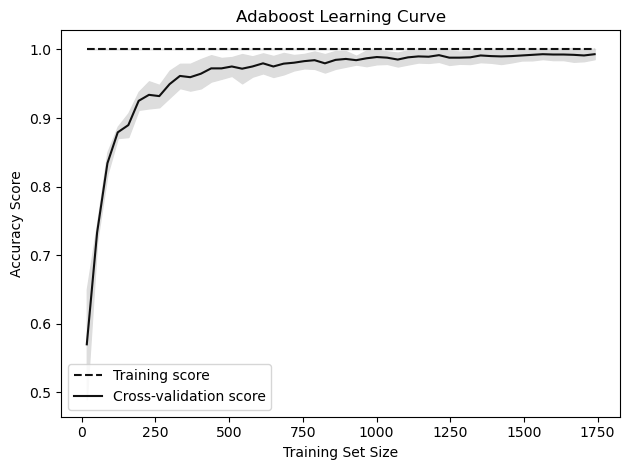 Adaboost Learning Curve
Accuracy Score
1.0
0.9
0.8
0.7
0.6
0.5
Training score
Cross-validation score
0 250 500 750 1000 1250 1500 1750
Training Set Size